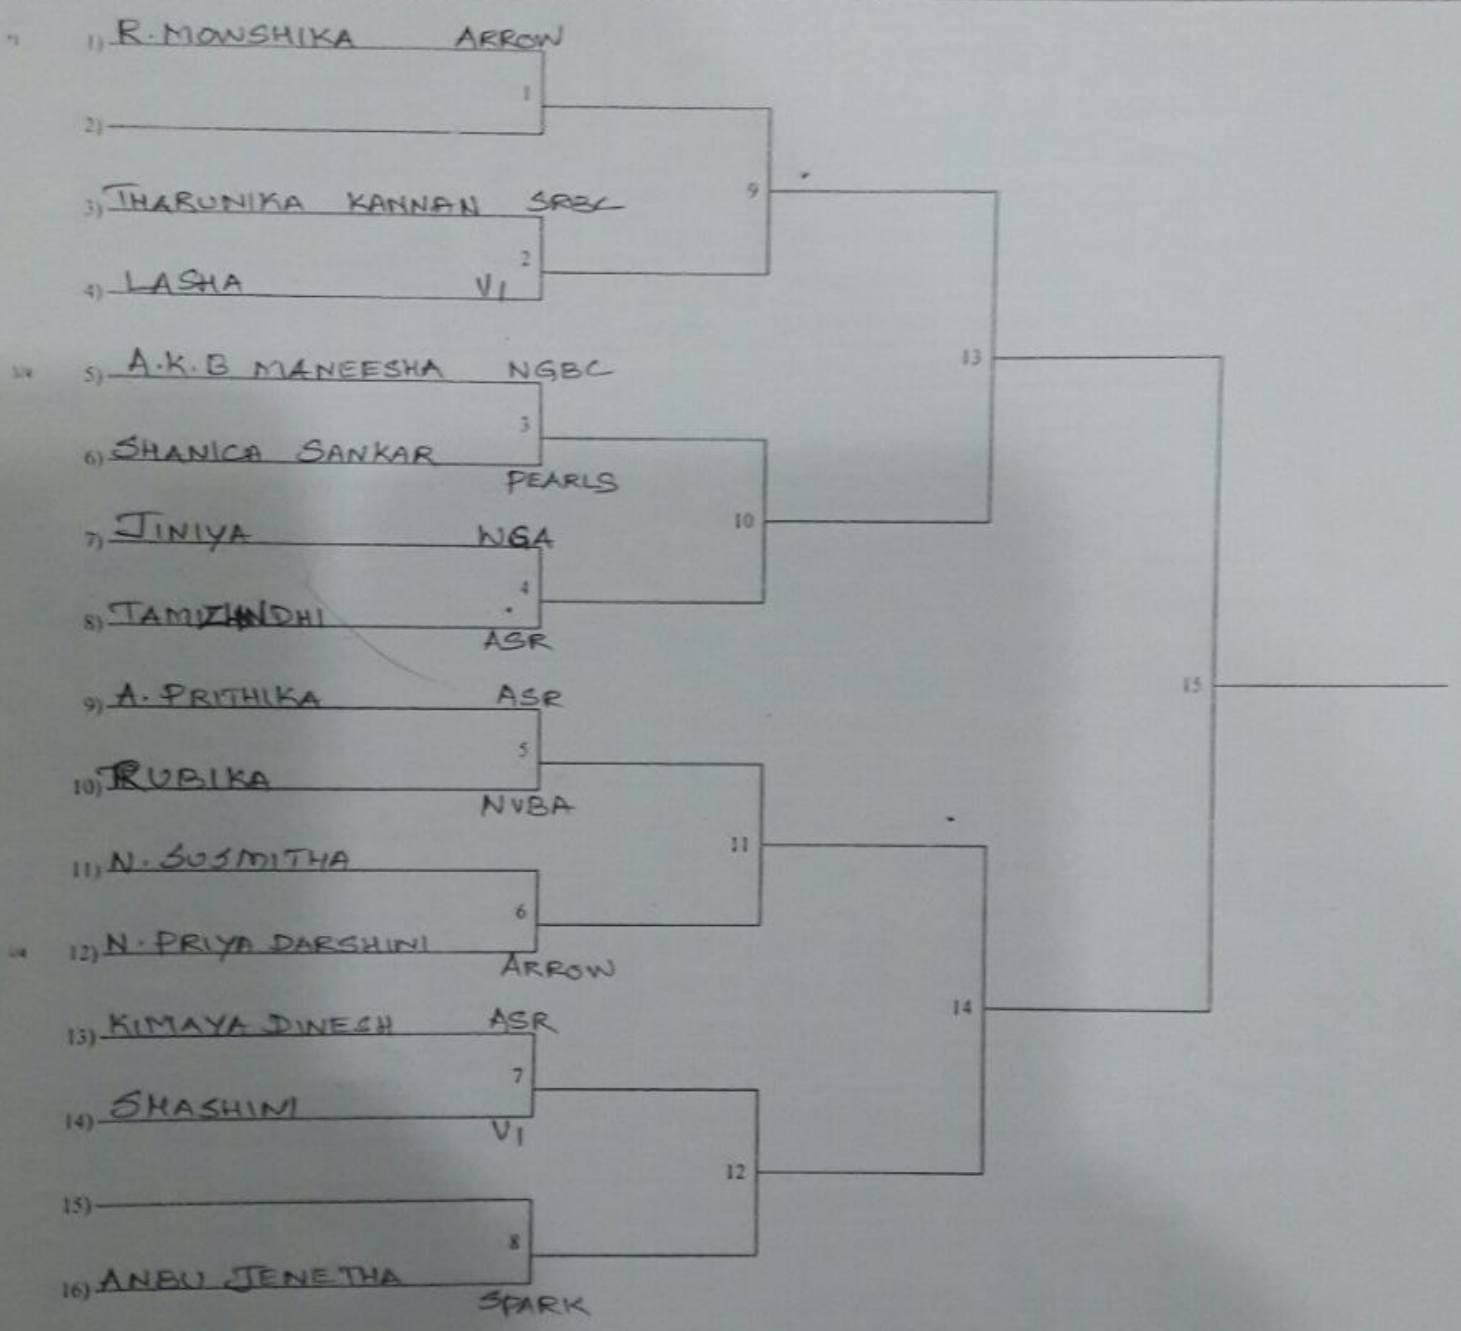 1) R. MOWSHIKA ARROW
1
2)
9
3) THARUNIKA KANNAN SRBC
2
4) LASHA V1
13
5) A.K.B MANEESHA NGBC
3
6) SHANICA SANKAR
PEARLS
10
7) JINIYA WGA
4
8)
ASR
15
9) A. PRITHIKA ASR
5
10) RUBIKA
NVBA
11
11) N. SUSMITHA
6
12) N. PRIYA DARSHINI
ARROW
14
13) KIMAYA DINESH ASR
7
14) SHASHINI
V1
12
15)
8
16) ANBU JENETHA
SPARK